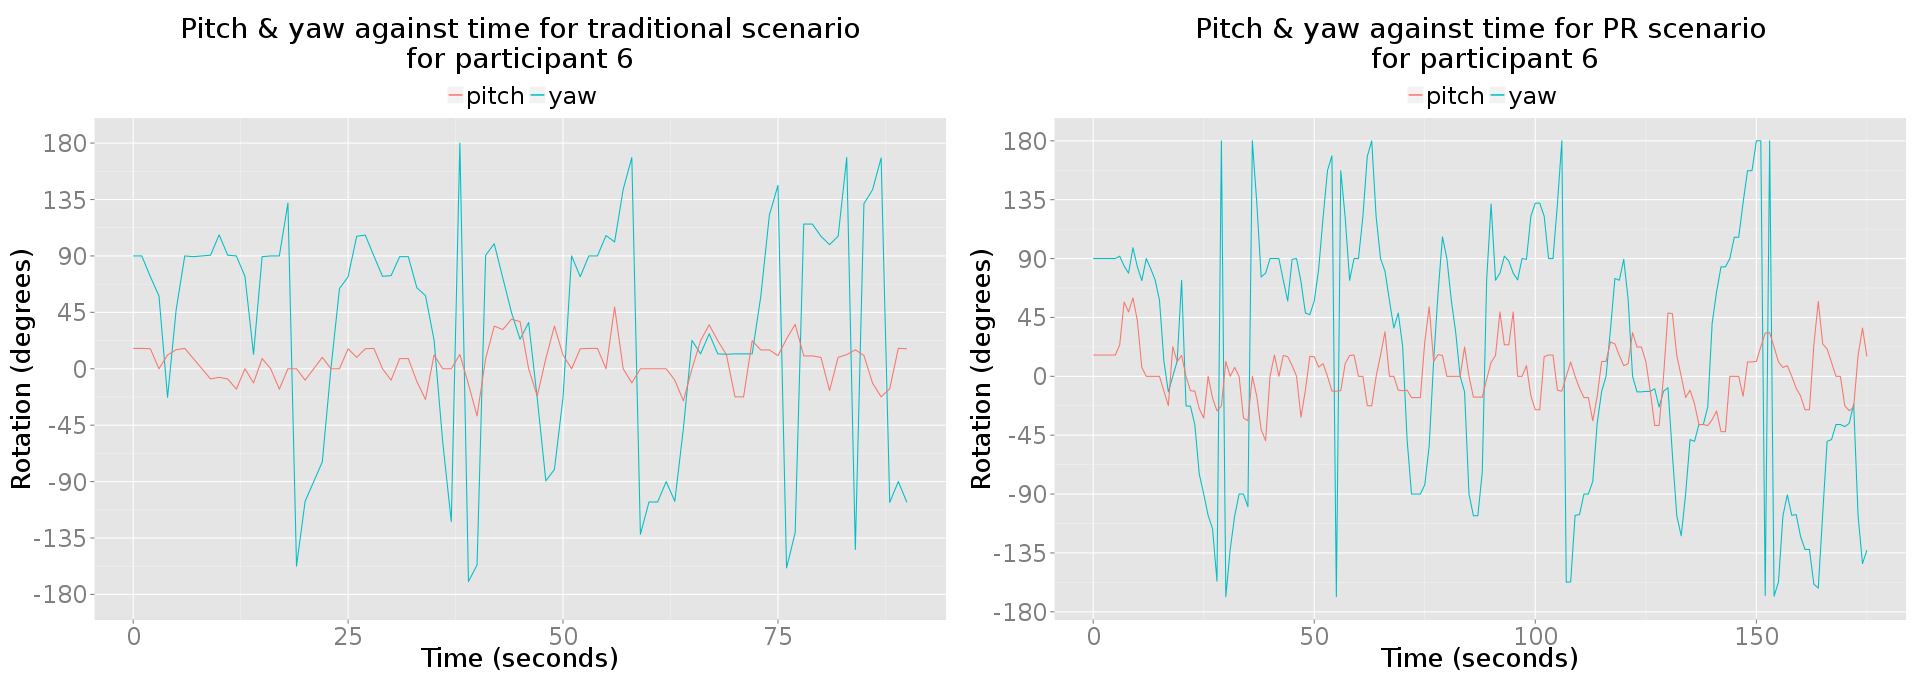 Pitch & yaw against time for traditional scenario
for participant 6
pitch yaw
180
135
90
45
0
-45
-90
-135
-180
Rotation (degrees)
0 25 50 75
Time (seconds)
Pitch & yaw against time for PR scenario
for participant 6
pitch yaw
180
135
90
45
0
-45
-90
-135
-180
Rotation (degrees)
0 50 100 150
Time (seconds)